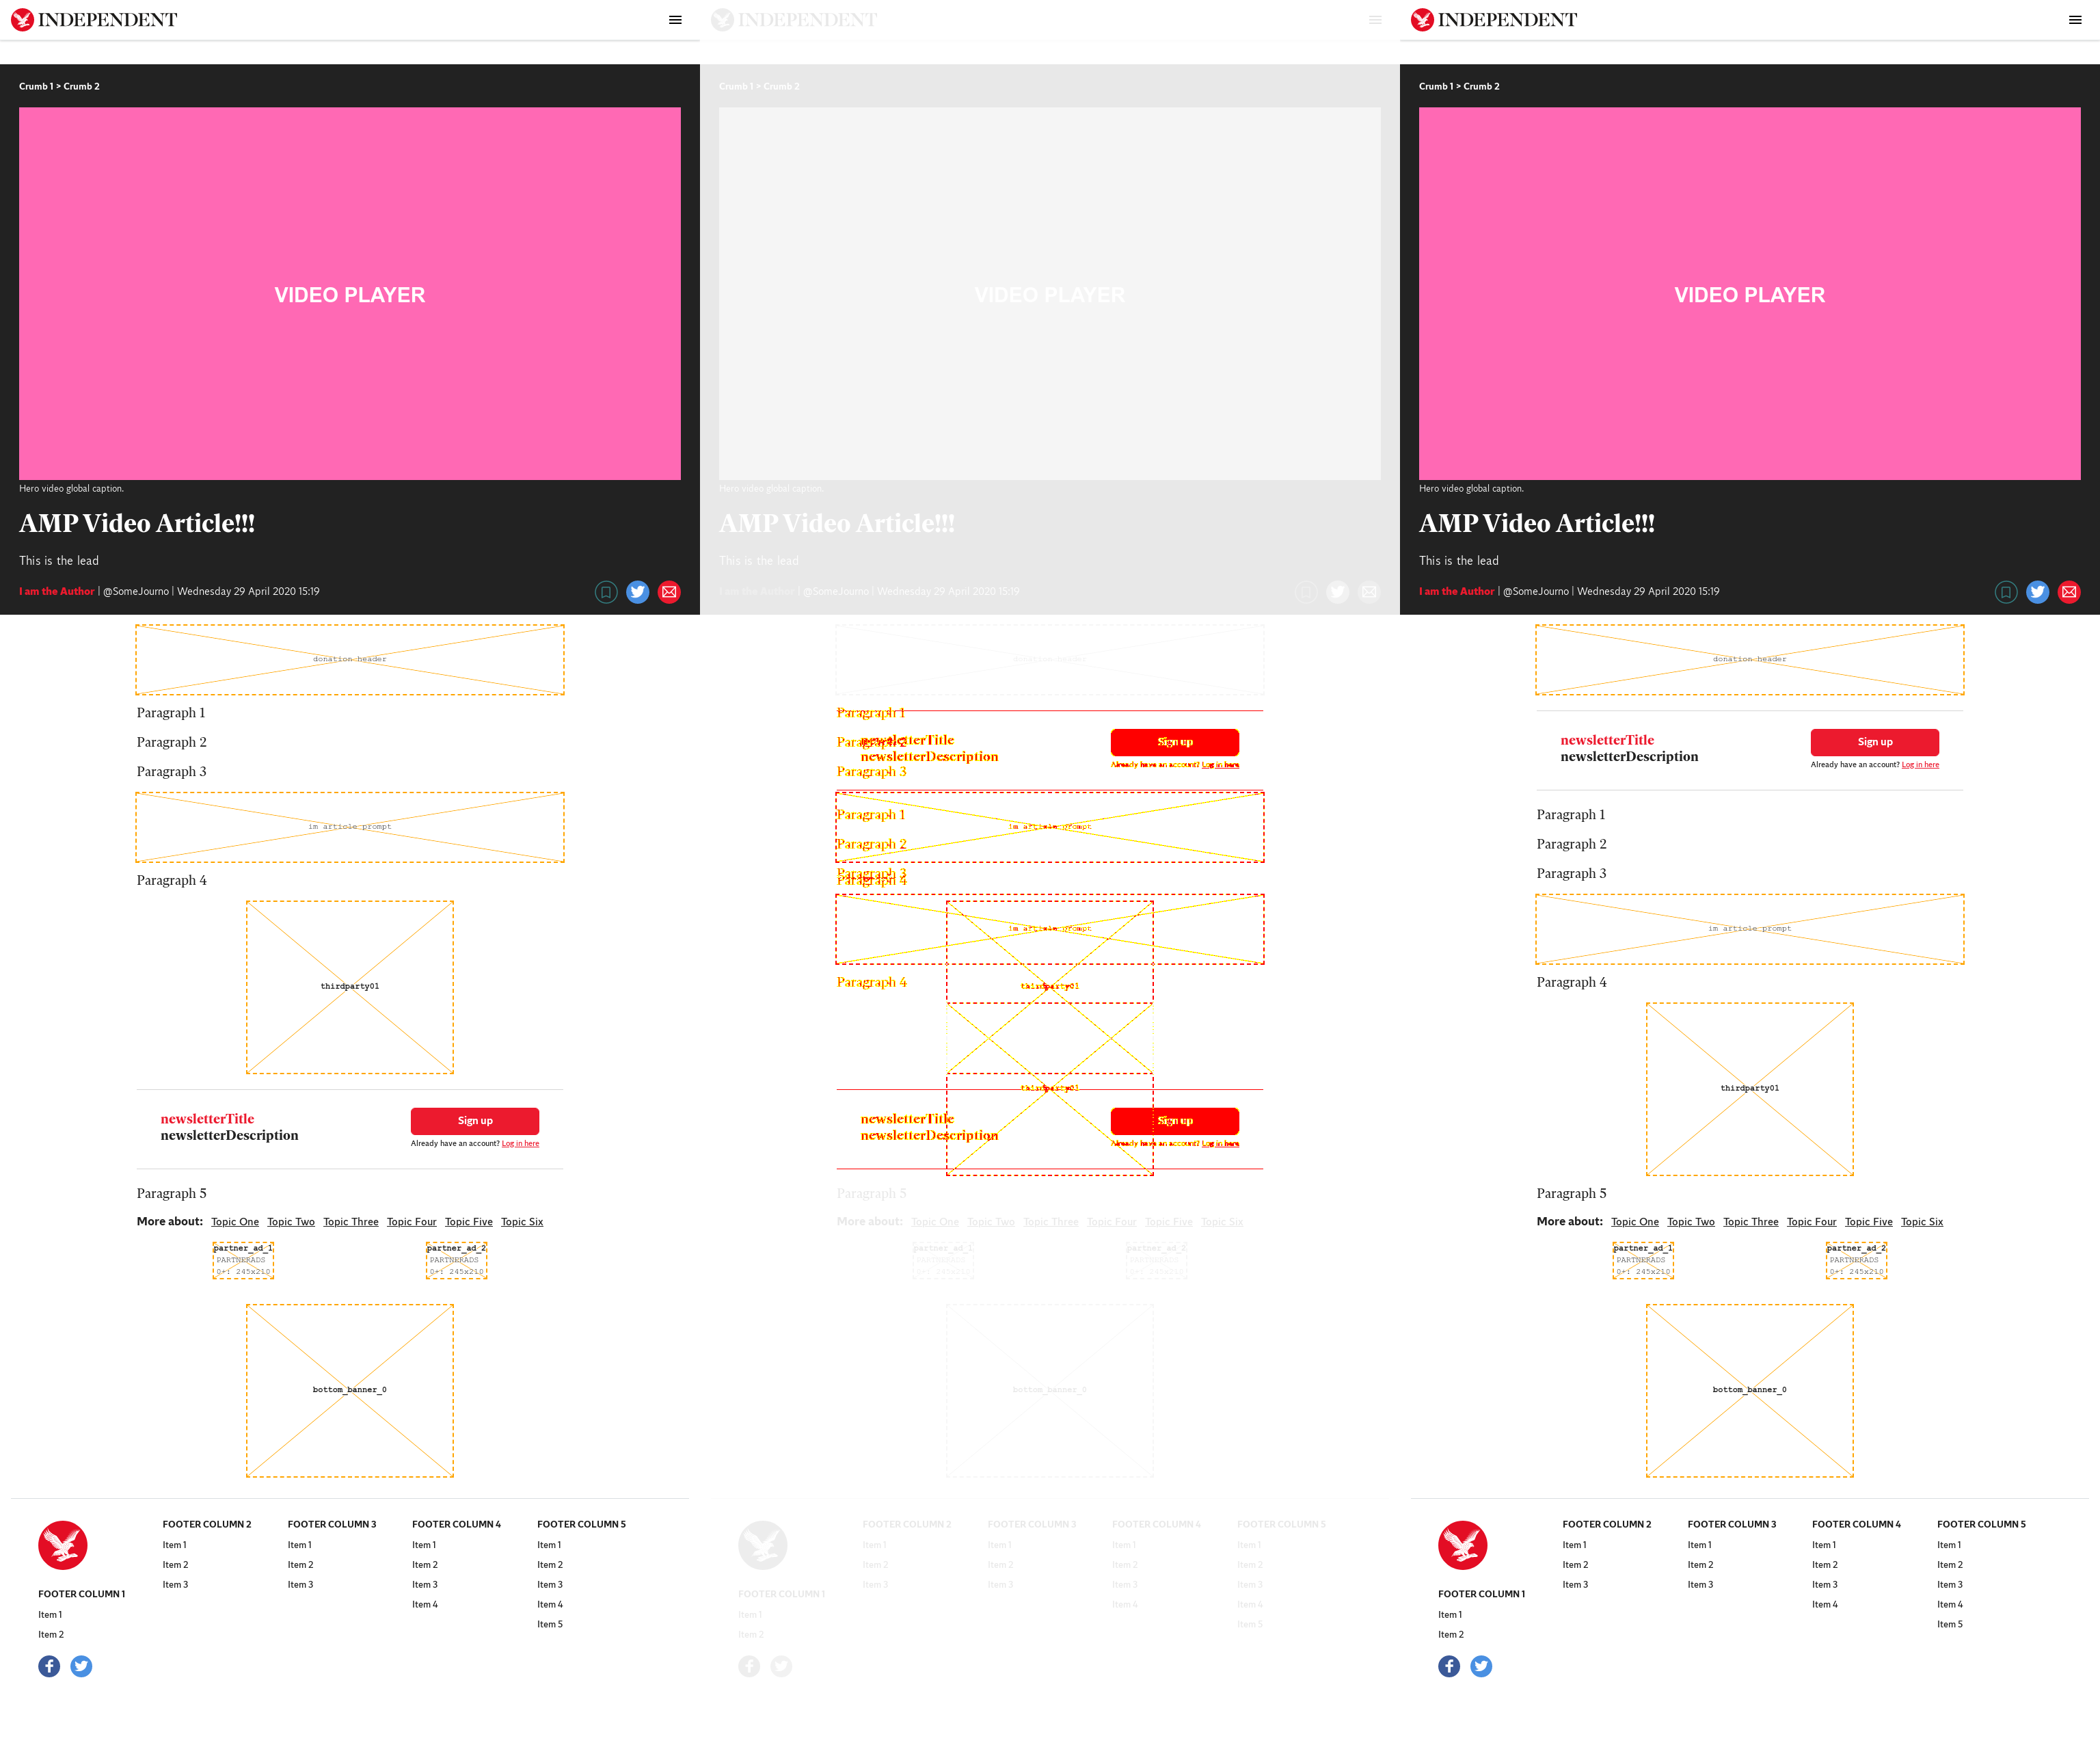 INDEPENDENT
Crumb 1 > Crumb 2
VIDEO PLAYER
Hero video global caption.
AMP Video Article!!!
This is the lead
I am the Author | @SomeJourno | Wednesday 29 April 2020 15:19
donation header
Paragraph 1
Paragraph 2
Paragraph 3
im article prompt
Paragraph 4
thirdparty01
newsletterTitle
newsletterDescription
Sign up
Already have an account? Log in here
Paragraph 5
More about: Topic One Topic Two Topic Three Topic Four Topic Five Topic Six
partner_ad_1
PARTNERADS
0+: 245x210
partner_ad_2
PARTNERADS
0+: 245x210
bottom_banner_0
FOOTER COLUMN 1
Item 1
Item 2
FOOTER COLUMN 2
Item 1
Item 2
Item 3
FOOTER COLUMN 3
Item 1
Item 2
Item 3
FOOTER COLUMN 4
Item 1
Item 2
Item 3
Item 4
FOOTER COLUMN 5
Item 1
Item 2
Item 3
Item 4
Item 5
INDEPENDENT
Crumb 1 > Crumb 2
VIDEO PLAYER
Hero video global caption.
AMP Video Article!!!
This is the lead
I am the Author | @SomeJourno | Wednesday 29 April 2020 15:19
donation header
Paragraph 1
Paragraph 2
newsletterTitle
newsletterDescription
Sign up
Already have an account? Log in here
Paragraph 3
Paragraph 1
im article prompt
Paragraph 2
Paragraph 3
Paragraph 4
im article prompt
Paragraph 4
thirdparty01
thirdparty01
newsletterTitle
newsletterDescription
Sign up
Already have an account? Log in here
Paragraph 5
More about: Topic One Topic Two Topic Three Topic Four Topic Five Topic Six
partner_ad_1
PARTNERADS
0+: 245x210
partner_ad_2
PARTNERADS
0+: 245x210
bottom_banner_0
FOOTER COLUMN 1
Item 1
Item 2
FOOTER COLUMN 2
Item 1
Item 2
Item 3
FOOTER COLUMN 3
Item 1
Item 2
Item 3
FOOTER COLUMN 4
Item 1
Item 2
Item 3
Item 4
FOOTER COLUMN 5
Item 1
Item 2
Item 3
Item 4
Item 5
INDEPENDENT
Crumb 1 > Crumb 2
VIDEO PLAYER
Hero video global caption.
AMP Video Article!!!
This is the lead
I am the Author | @SomeJourno | Wednesday 29 April 2020 15:19
donation header
newsletterTitle
newsletterDescription
Sign up
Already have an account? Log in here
Paragraph 1
Paragraph 2
Paragraph 3
im article prompt
Paragraph 4
thirdparty01
Paragraph 5
More about: Topic One Topic Two Topic Three Topic Four Topic Five Topic Six
partner_ad_1
PARTNERADS
0+: 245x210
partner_ad_2
PARTNERADS
0+: 245x210
bottom_banner_0
FOOTER COLUMN 1
Item 1
Item 2
FOOTER COLUMN 2
Item 1
Item 2
Item 3
FOOTER COLUMN 3
Item 1
Item 2
Item 3
FOOTER COLUMN 4
Item 1
Item 2
Item 3
Item 4
FOOTER COLUMN 5
Item 1
Item 2
Item 3
Item 4
Item 5